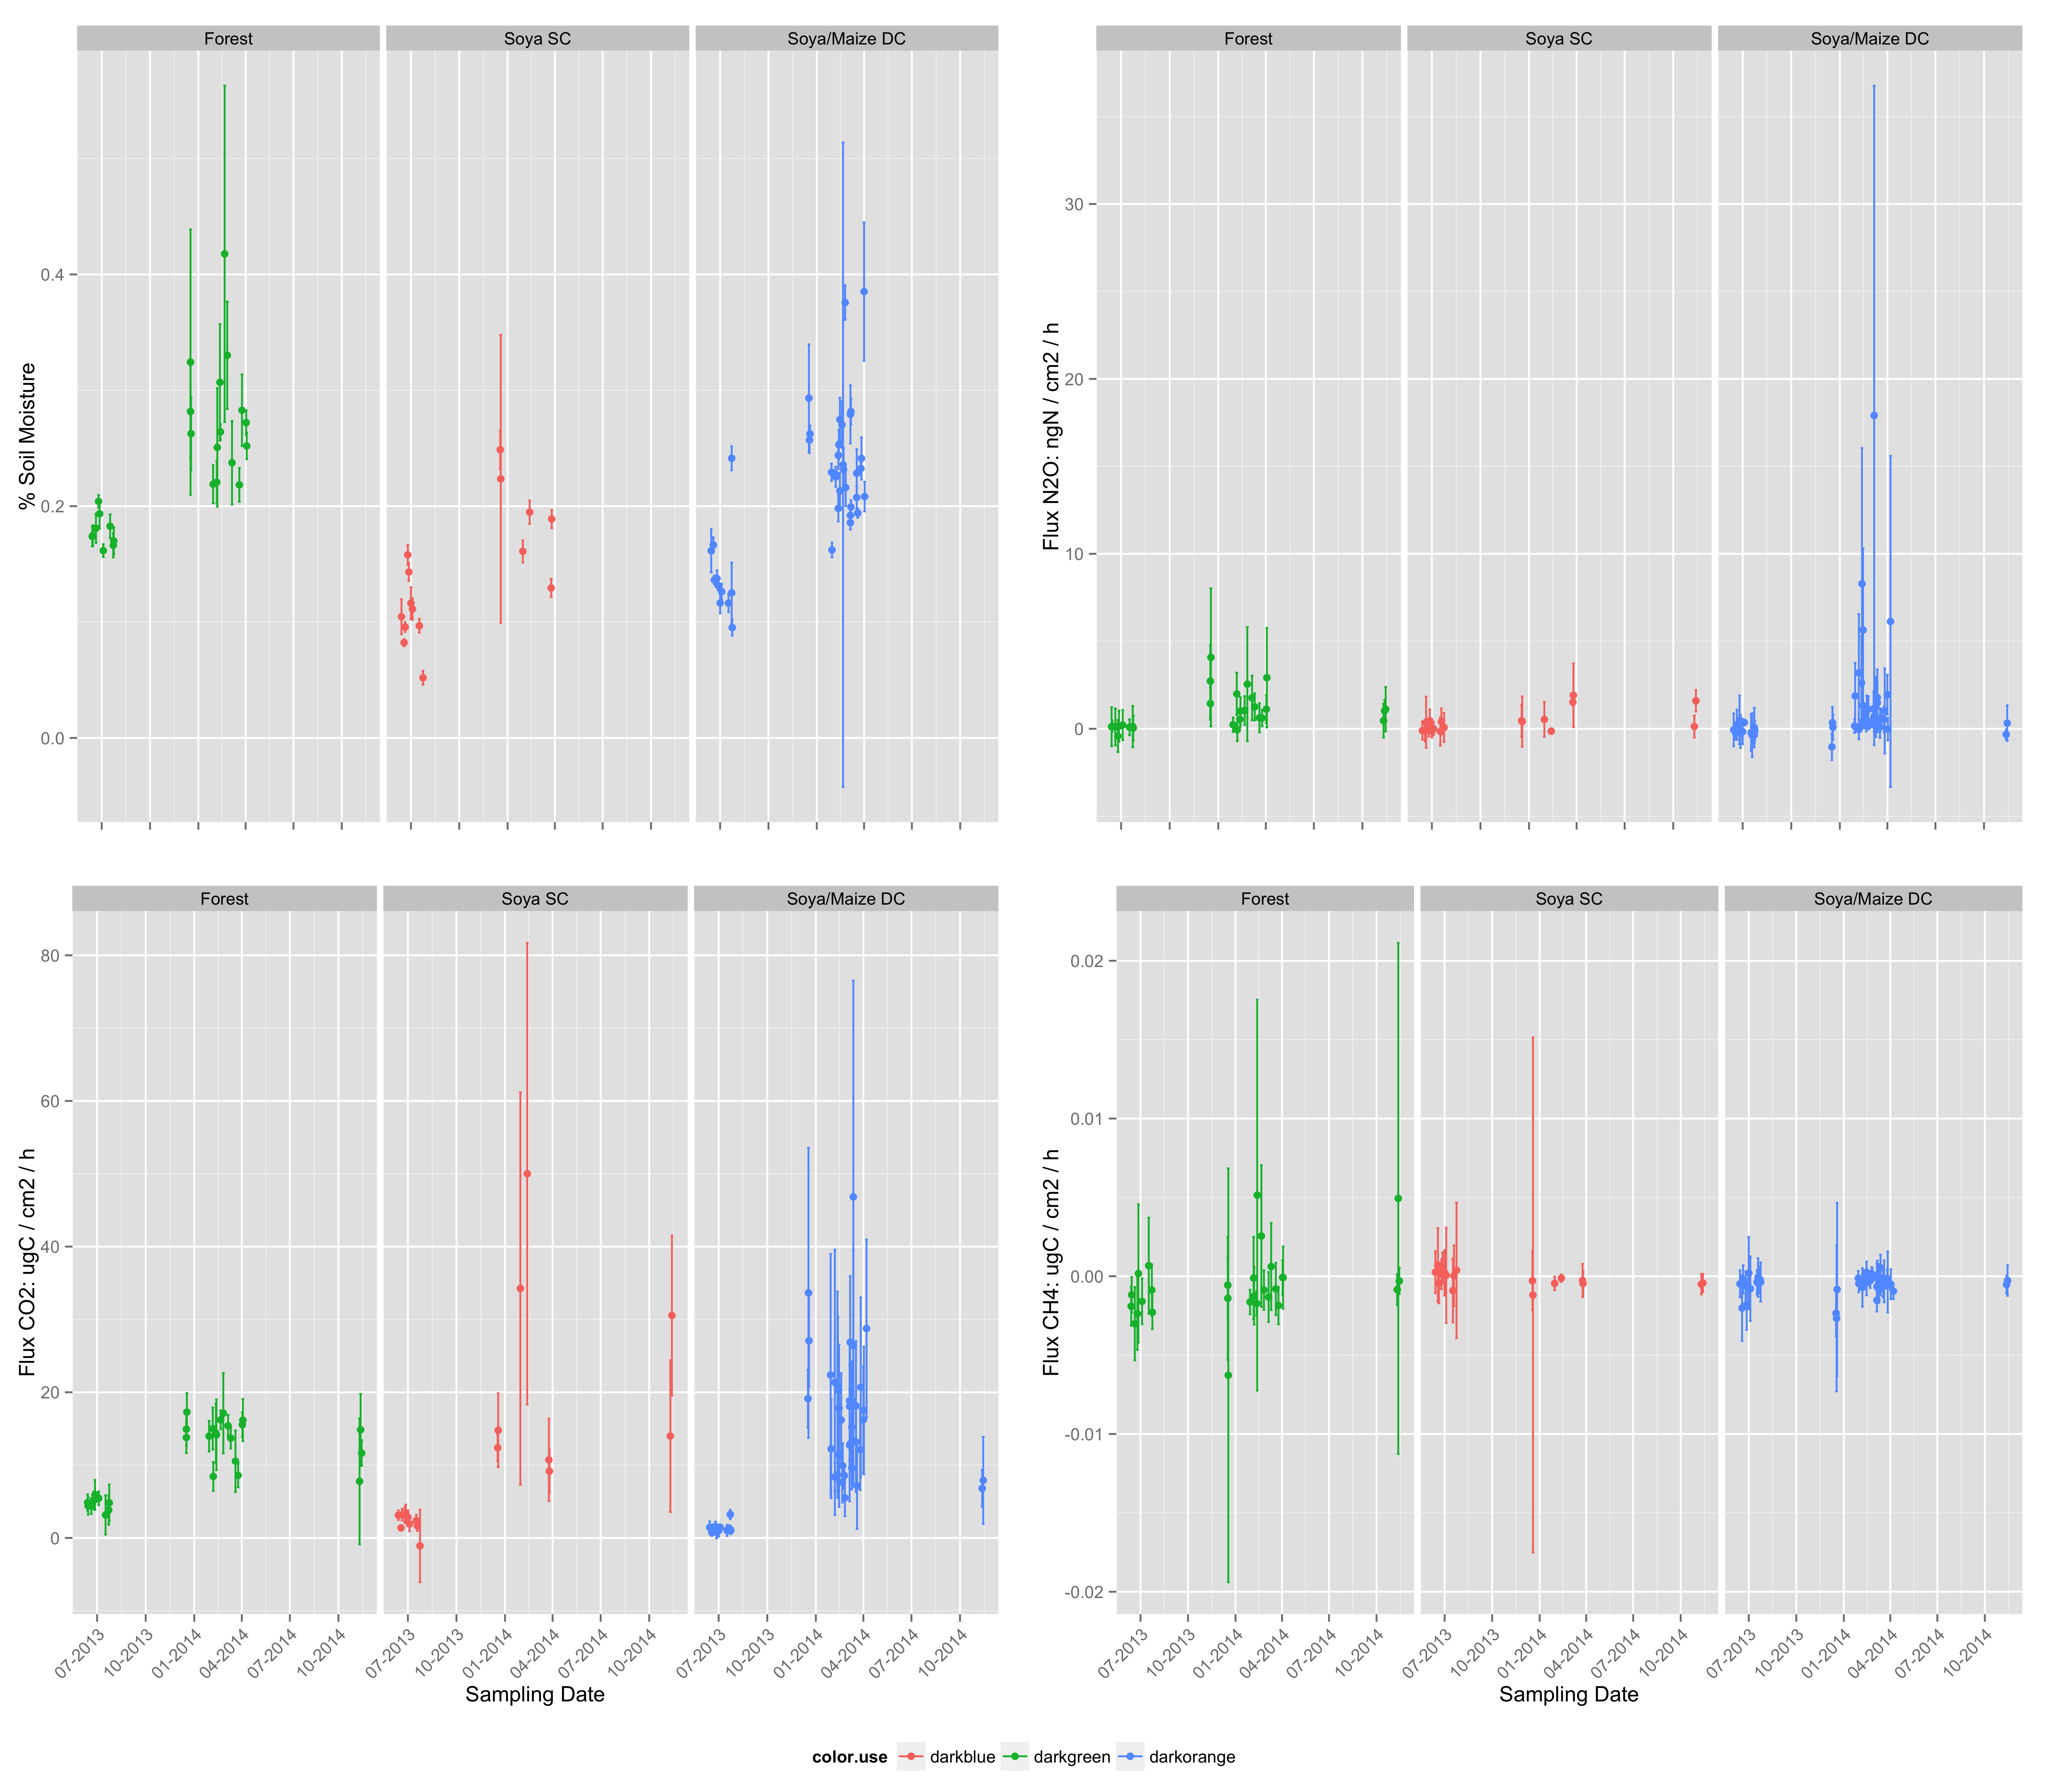 Forest Soya SC Soya/Maize DC
% Soil Moisture
0.4
0.2
0.0
Forest Soya SC Soya/Maize DC
Flux N2O: ngN / cm2 / h
30
20
10
0
Forest Soya SC Soya/Maize DC
Flux CO2: ugC / cm2 / h
80
60
40
20
0
07-2013 10-2013 01-2014 04-2014 07-2014 10-2014 07-2013 10-2013 01-2014 04-2014 07-2014 10-2014 07-2013 10-2013 01-2014 04-2014 07-2014 10-2014
Sampling Date
Forest Soya SC Soya/Maize DC
Flux CH4: ugC / cm2 / h
0.02
0.01
0.00
-0.01
-0.02
07-2013 10-2013 01-2014 04-2014 07-2014 10-2014 07-2013 10-2013 01-2014 04-2014 07-2014 10-2014 07-2013 10-2013 01-2014 04-2014 07-2014 10-2014
Sampling Date
color.use darkblue darkgreen darkorange